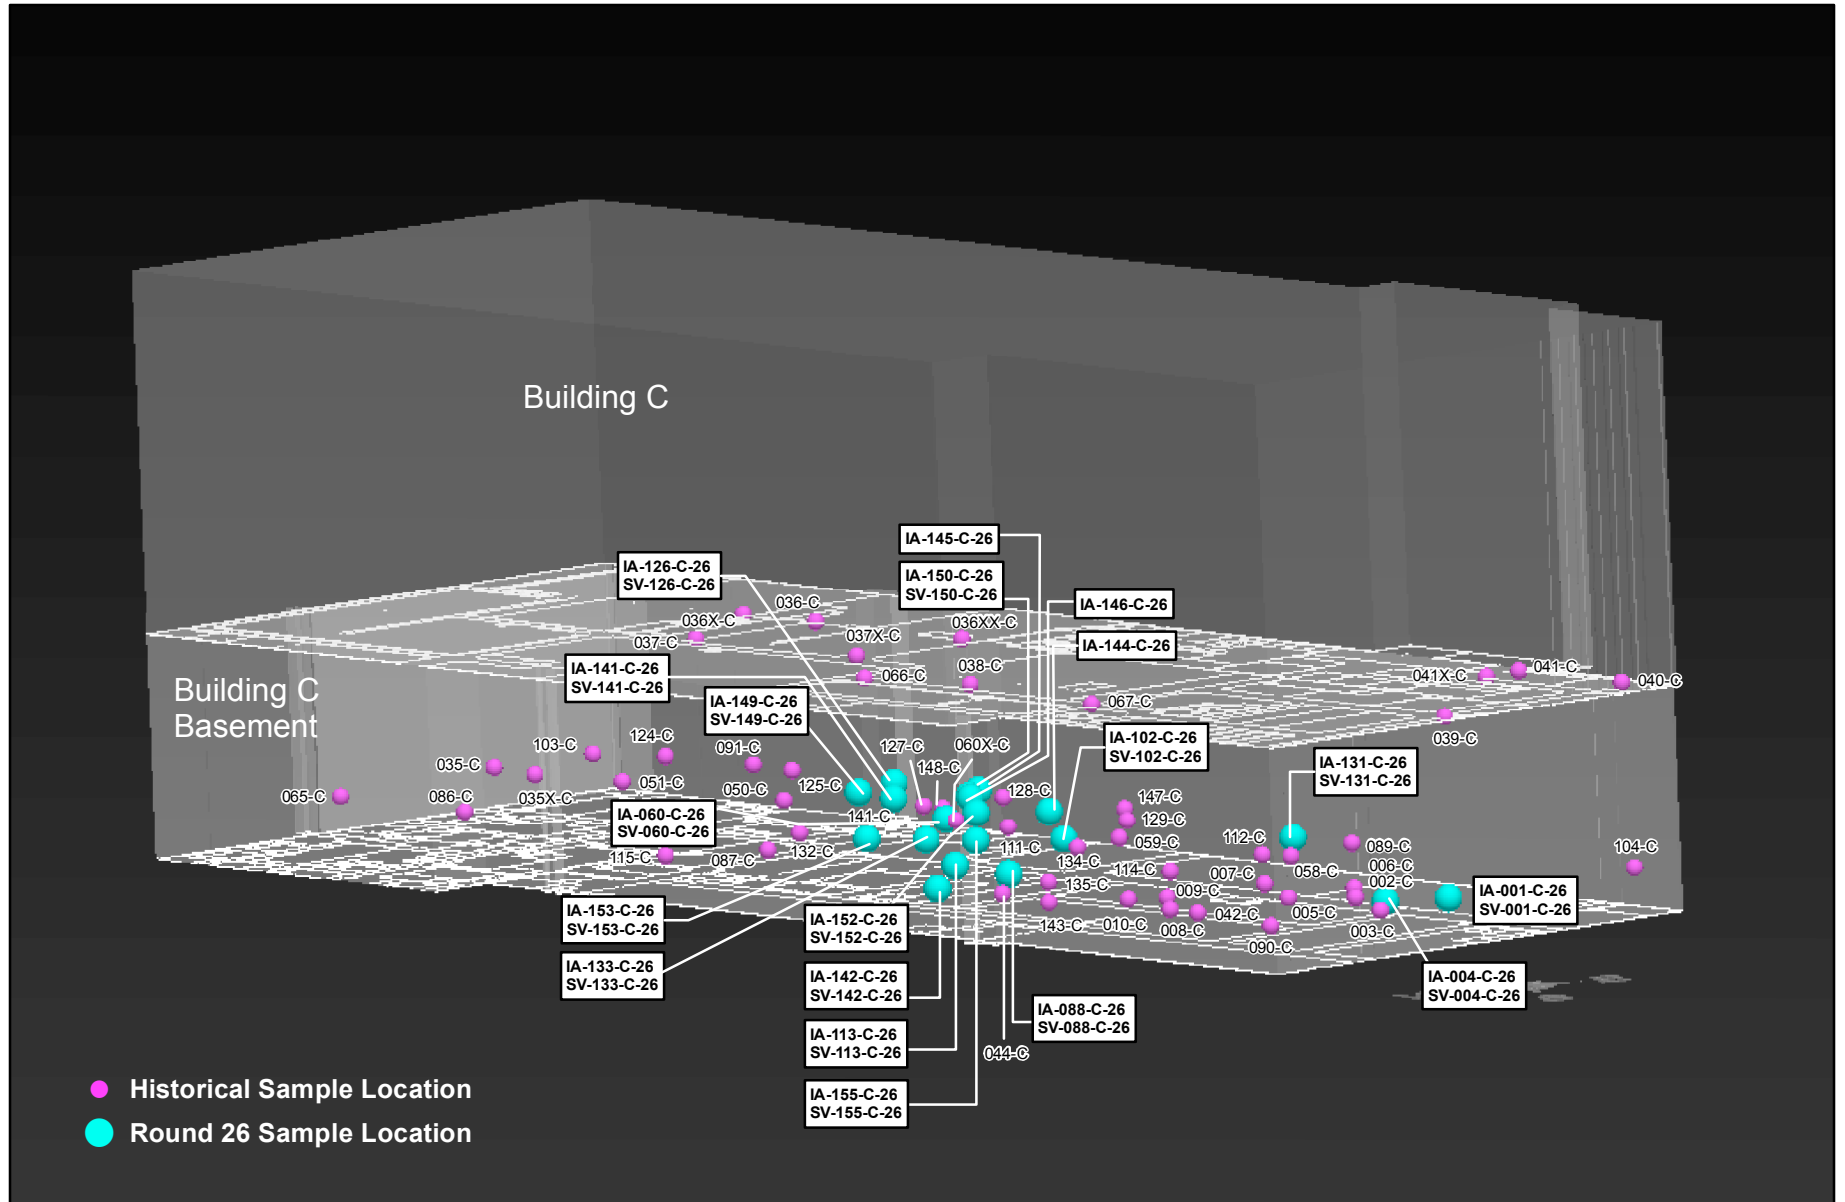 Building C
IA-145-C-26
IA-126-C-26
SV-126-C-26
IA-150-C-26
SV-150-C-26
IA-146-C-26
036-C
036X-C
036XX-C
037-C
037X-C
IA-144-C-26
IA-141-C-26
SV-141-C-26
066-C
038-C
041X-C
041-C
040-C
Building C
Basement
IA-149-C-26
SV-149-C-26
067-C
039-C
103-C
124-C
091-C
127-C
060X-C
IA-102-C-26
SV-102-C-26
IA-131-C-26
SV-131-C-26
035-C
148-C
065-C
086-C
035X-C
051-C
050-C
125-C
128-C
147-C
129-C
IA-060-C-26
SV-060-C-26
141-C
115-C
087-C
132-C
111-C
134-C
059-C
112-C
089-C
104-C
114-C
007-C
058-C
006-C
002-C
135-C
009-C
IA-001-C-26
SV-001-C-26
IA-153-C-26
SV-153-C-26
IA-152-C-26
SV-152-C-26
143-C
010-C
008-C
042-C
005-C
003-C
090-C
IA-133-C-26
SV-133-C-26
IA-142-C-26
SV-142-C-26
IA-004-C-26
SV-004-C-26
IA-088-C-26
SV-088-C-26
IA-113-C-26
SV-113-C-26
044-C
IA-155-C-26
SV-155-C-26
Historical Sample Location
Round 26 Sample Location